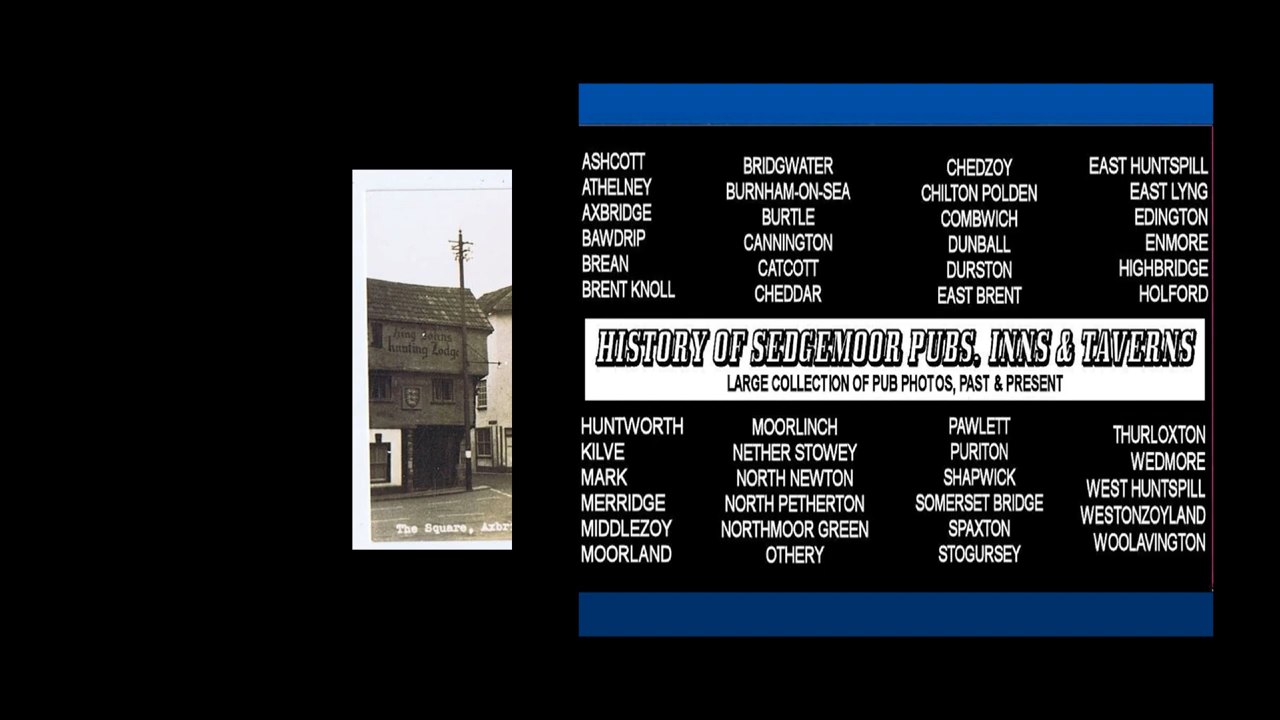 King Johns
Hunting Lodge
The Square, Axbri
ASHCOTT
ATHELNEY
AXBRIDGE
BAWDRIP
BREAN
BRENT KNOLL
BRIDGWATER
BURNHAM-ON-SEA
BURTLE
CANNINGTON
CATCOTT
CHEDDAR
CHEDZOY
CHILTON POLDEN
COMBWICH
DUNBALL
DURSTON
EAST BRENT
EAST HUNTSPILL
EAST LYNG
EDINGTON
ENMORE
HIGHBRIDGE
HOLFORD
HISTORY OF SEDGEMOOR PUBS, INNS & TAVERNS
LARGE COLLECTION OF PUB PHOTOS, PAST & PRESENT
HUNTWORTH
KILVE
MARK
MERRIDGE
MIDDLEZOY
MOORLAND
MOORLINCH
NETHER STOWEY
NORTH NEWTON
NORTH PETHERTON
NORTHMOOR GREEN
OTHERY
PAWLETT
PURITON
SHAPWICK
SOMERSET BRIDGE
SPAXTON
STOGURSEY
THURLOXTON
WEDMORE
WEST HUNTSPILL
WESTONZOYLAND
WOOLAVINGTON